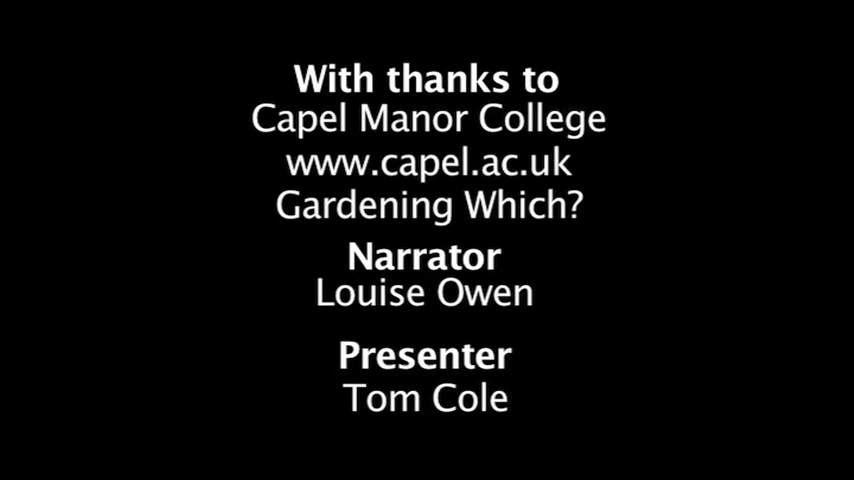 With thanks to
Capel Manor College
www.capel.ac.uk
Gardening Which?
Narrator
Louise Owen
Presenter
Tom Cole